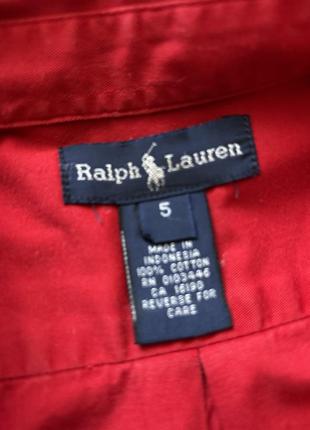 Ralph Lauren
5
MADE IN
INDONESIA
100% COTTON
RN 0103446
CA 16190
REVERSE FOR
CARE